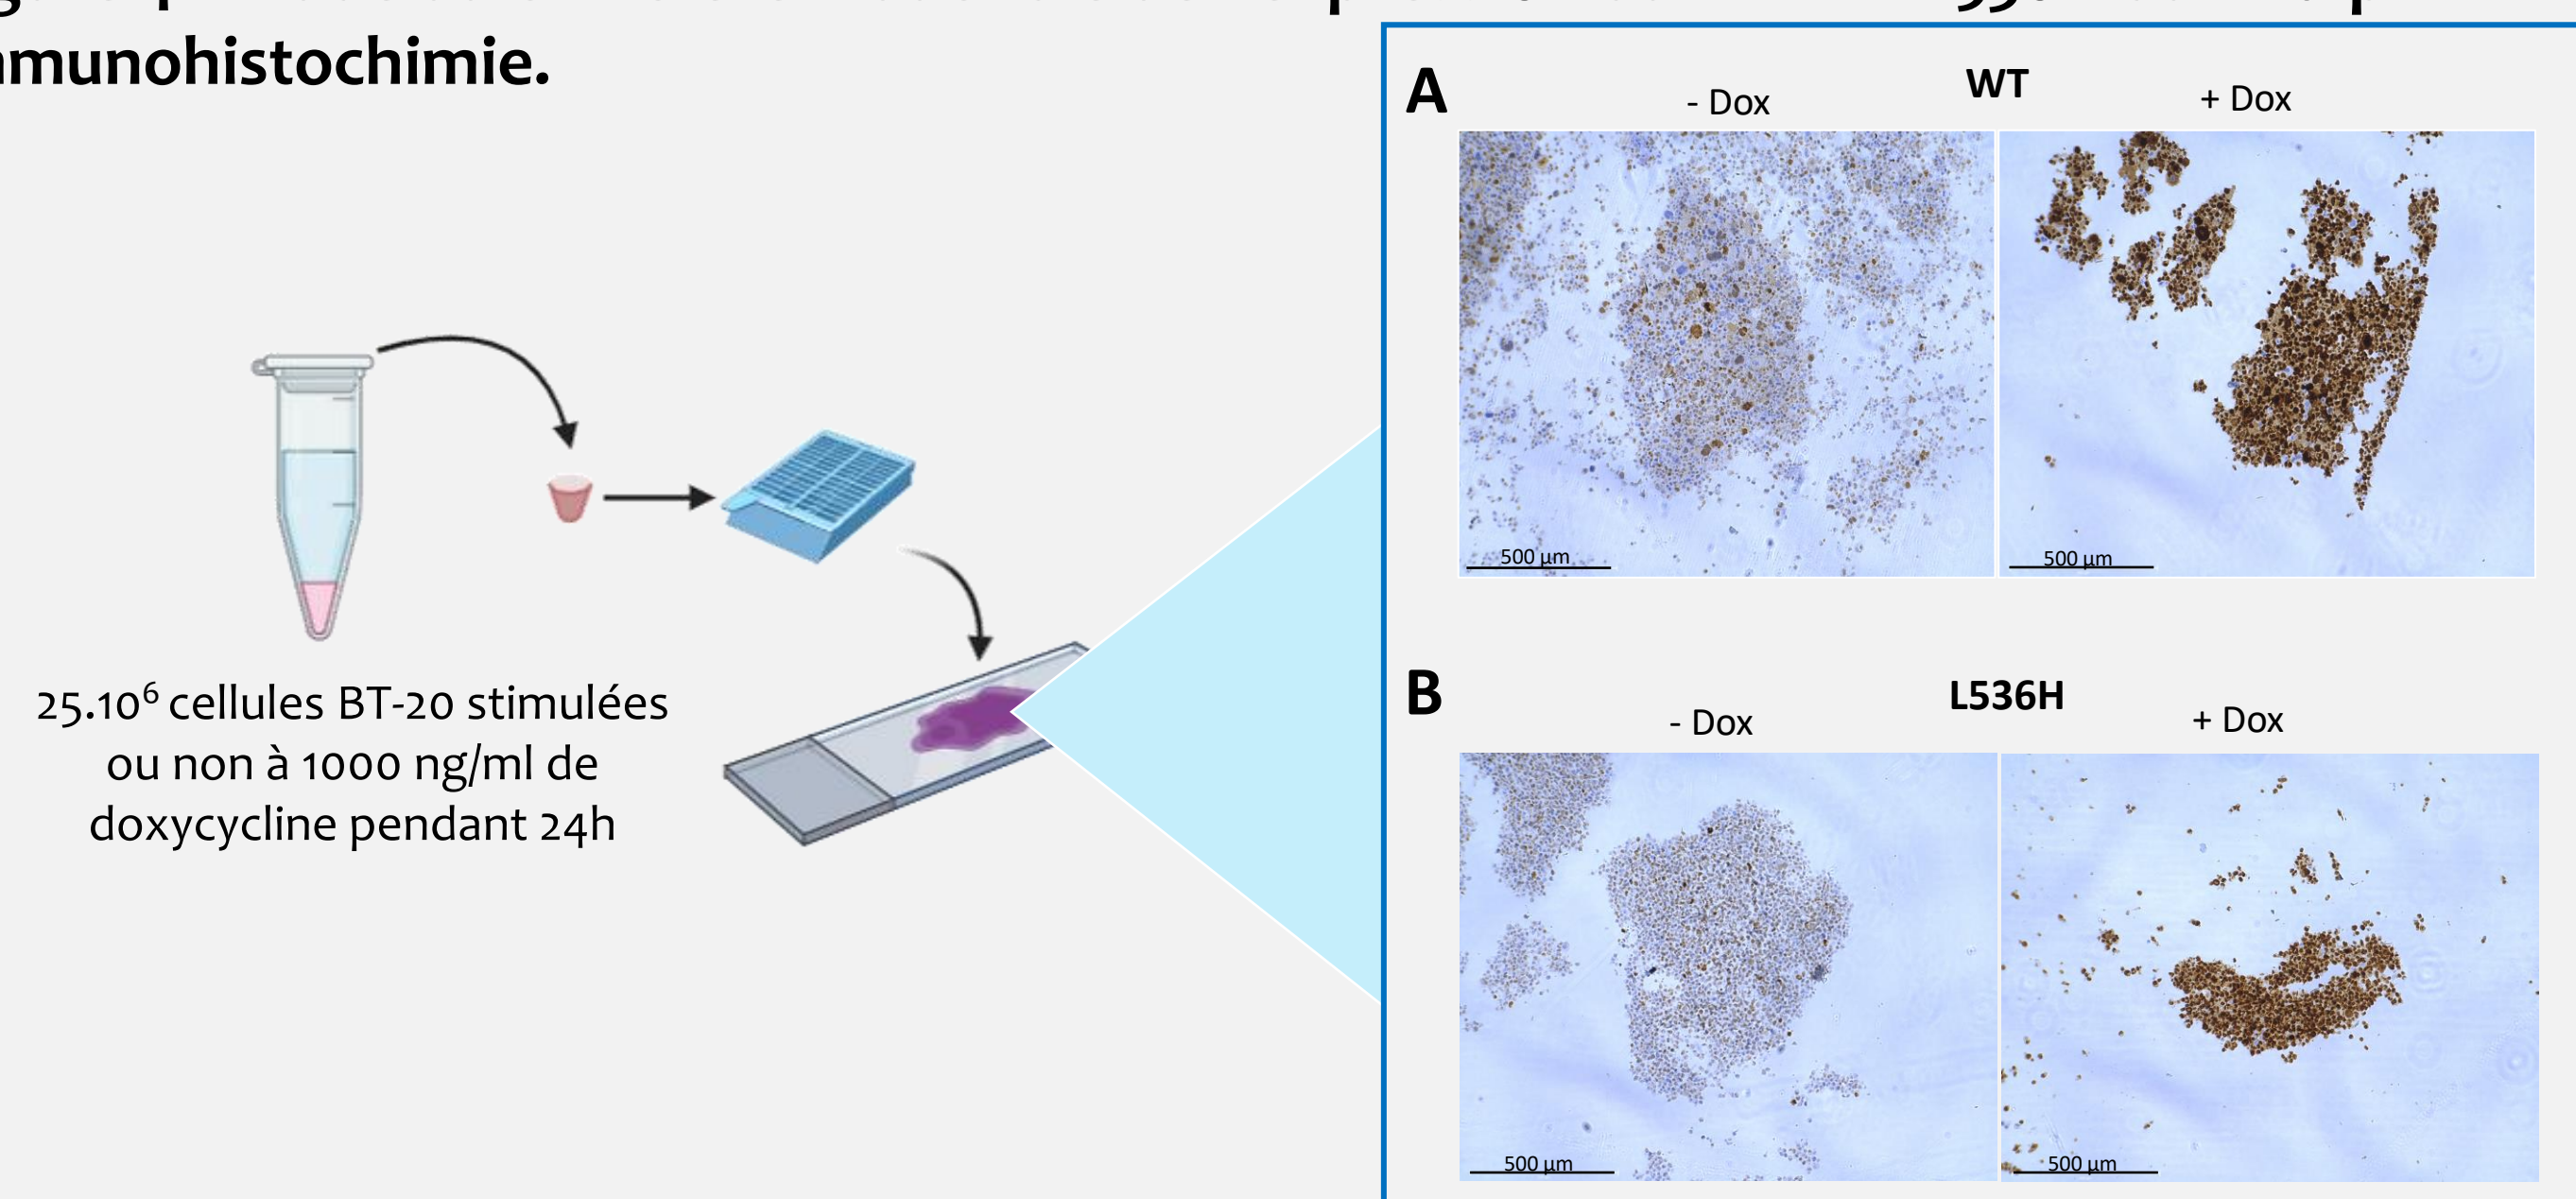 munohistochimie.
25.10⁶ cellules BT-20 stimulées
ou non à 1000 ng/ml de
doxycycline pendant 24h
A
WT
- Dox
+ Dox
500 µm
500 µm
B
L536H
- Dox
+ Dox
500 µm
500 µm